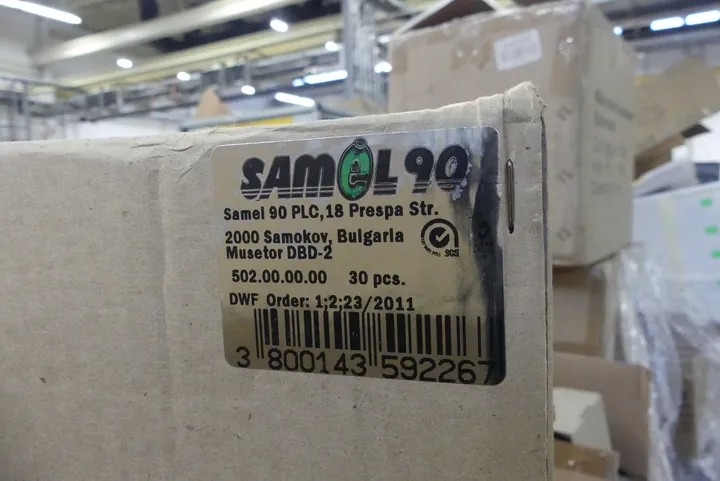 SAMeL 90
Samel 90 PLC,18 Prespa Str.
2000 Samokov, Bulgaria
Musetor DBD-2
SGS
502.00.00.00 30 pcs.
DWF Order: 1;2;23/2011
3 800143 592267